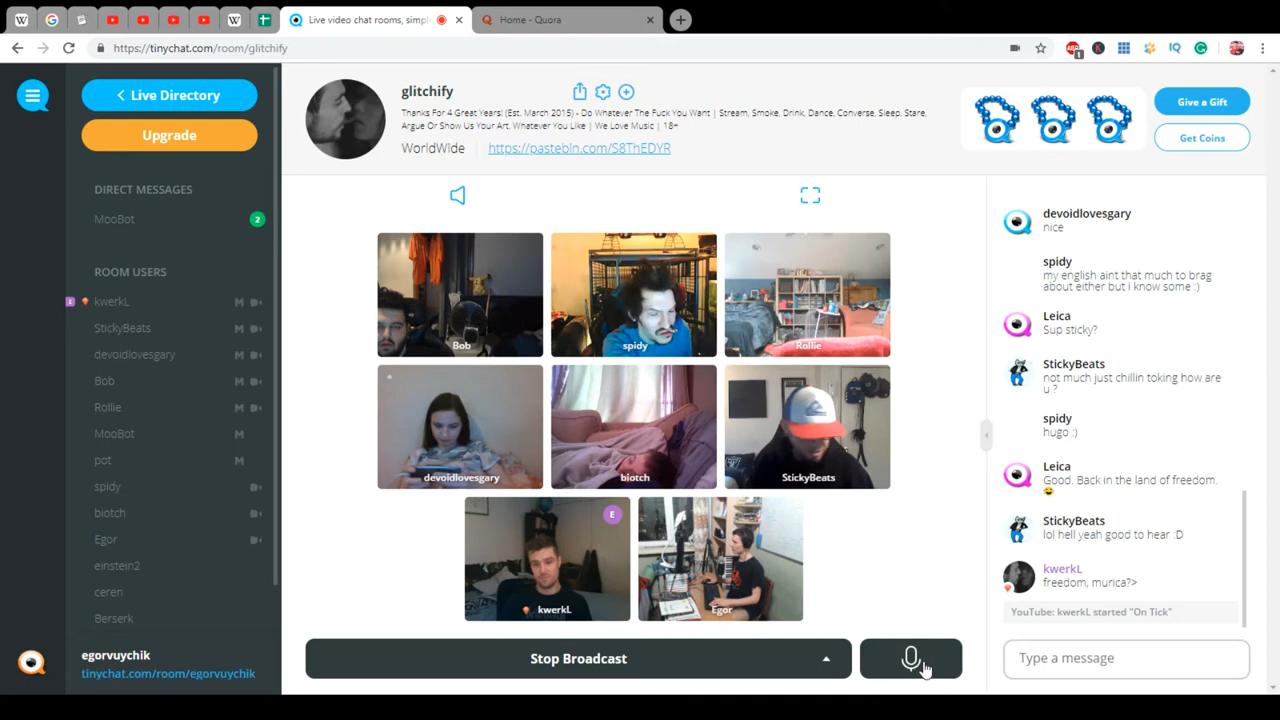 Live video chat rooms, simpl
Home - Quora
https://tinychat.com/room/glitchify
1
IQ
Live Directory
Upgrade
DIRECT MESSAGES
MooBot
2
ROOM USERS
E
kwerkL
M
StickyBeats
M
devoidlovesgary
M
Bob
M
Rollie
M
MooBot
M
pot
M
spidy
biotch
Egor
einstein2
ceren
Berserk
egorvuychik
tinychat.com/room/egorvuychik
glitchify
Thanks For 4 Great Years! (Est. March 2015) - Do Whatever The Fuck You Want | Stream, Smoke, Drink, Dance, Converse, Sleep. Stare,
Argue Or Show Us Your Art. Whatever You Like | We Love Music | 18+
WorldWide
https://pastebin.com/S8ThEDYR
Give a Gift
Get Coins
Bob
spidy
Rollie
devoidlovesgary
biotch
StickyBeats
E
kwerkL
Egor
Stop Broadcast
devoidlovesgary
nice
spidy
my english aint that much to brag
about either but i know some :)
Leica
Sup sticky?
StickyBeats
not much just chillin toking how are
u ?
spidy
hugo :)
Leica
Good. Back in the land of freedom.
StickyBeats
lol hell yeah good to hear :D
kwerkL
freedom, murica?>
YouTube: kwerkL started "On Tick"
Type a message